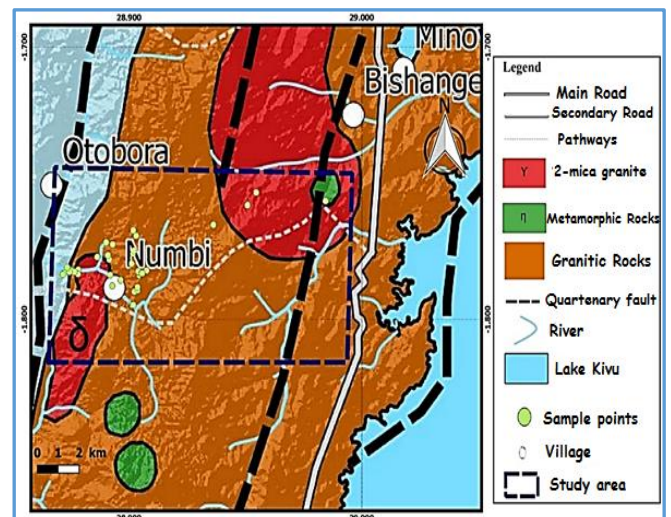 28.900
29.000
-1.700
-1.700
Mino
Bishange
N
Otobora
Numbi
δ
-1.800
-1.800
0 1 2 km
29.000
Legend
Main Road
Secondary Road
Pathways
γ 2-mica granite
η Metamorphic Rocks
Granitic Rocks
Quartenary fault
River
Lake Kivu
Sample points
Village
Study area